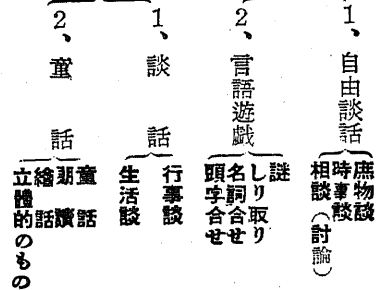 1、自由談話
庶物談
時事談
相談(討論)
2、言語遊戯
謎
しり取り
名詞合せ
頭字合せ
1、談話
行事談
生活談
2、童話
童話
朗讀
繪話
立體的のもの